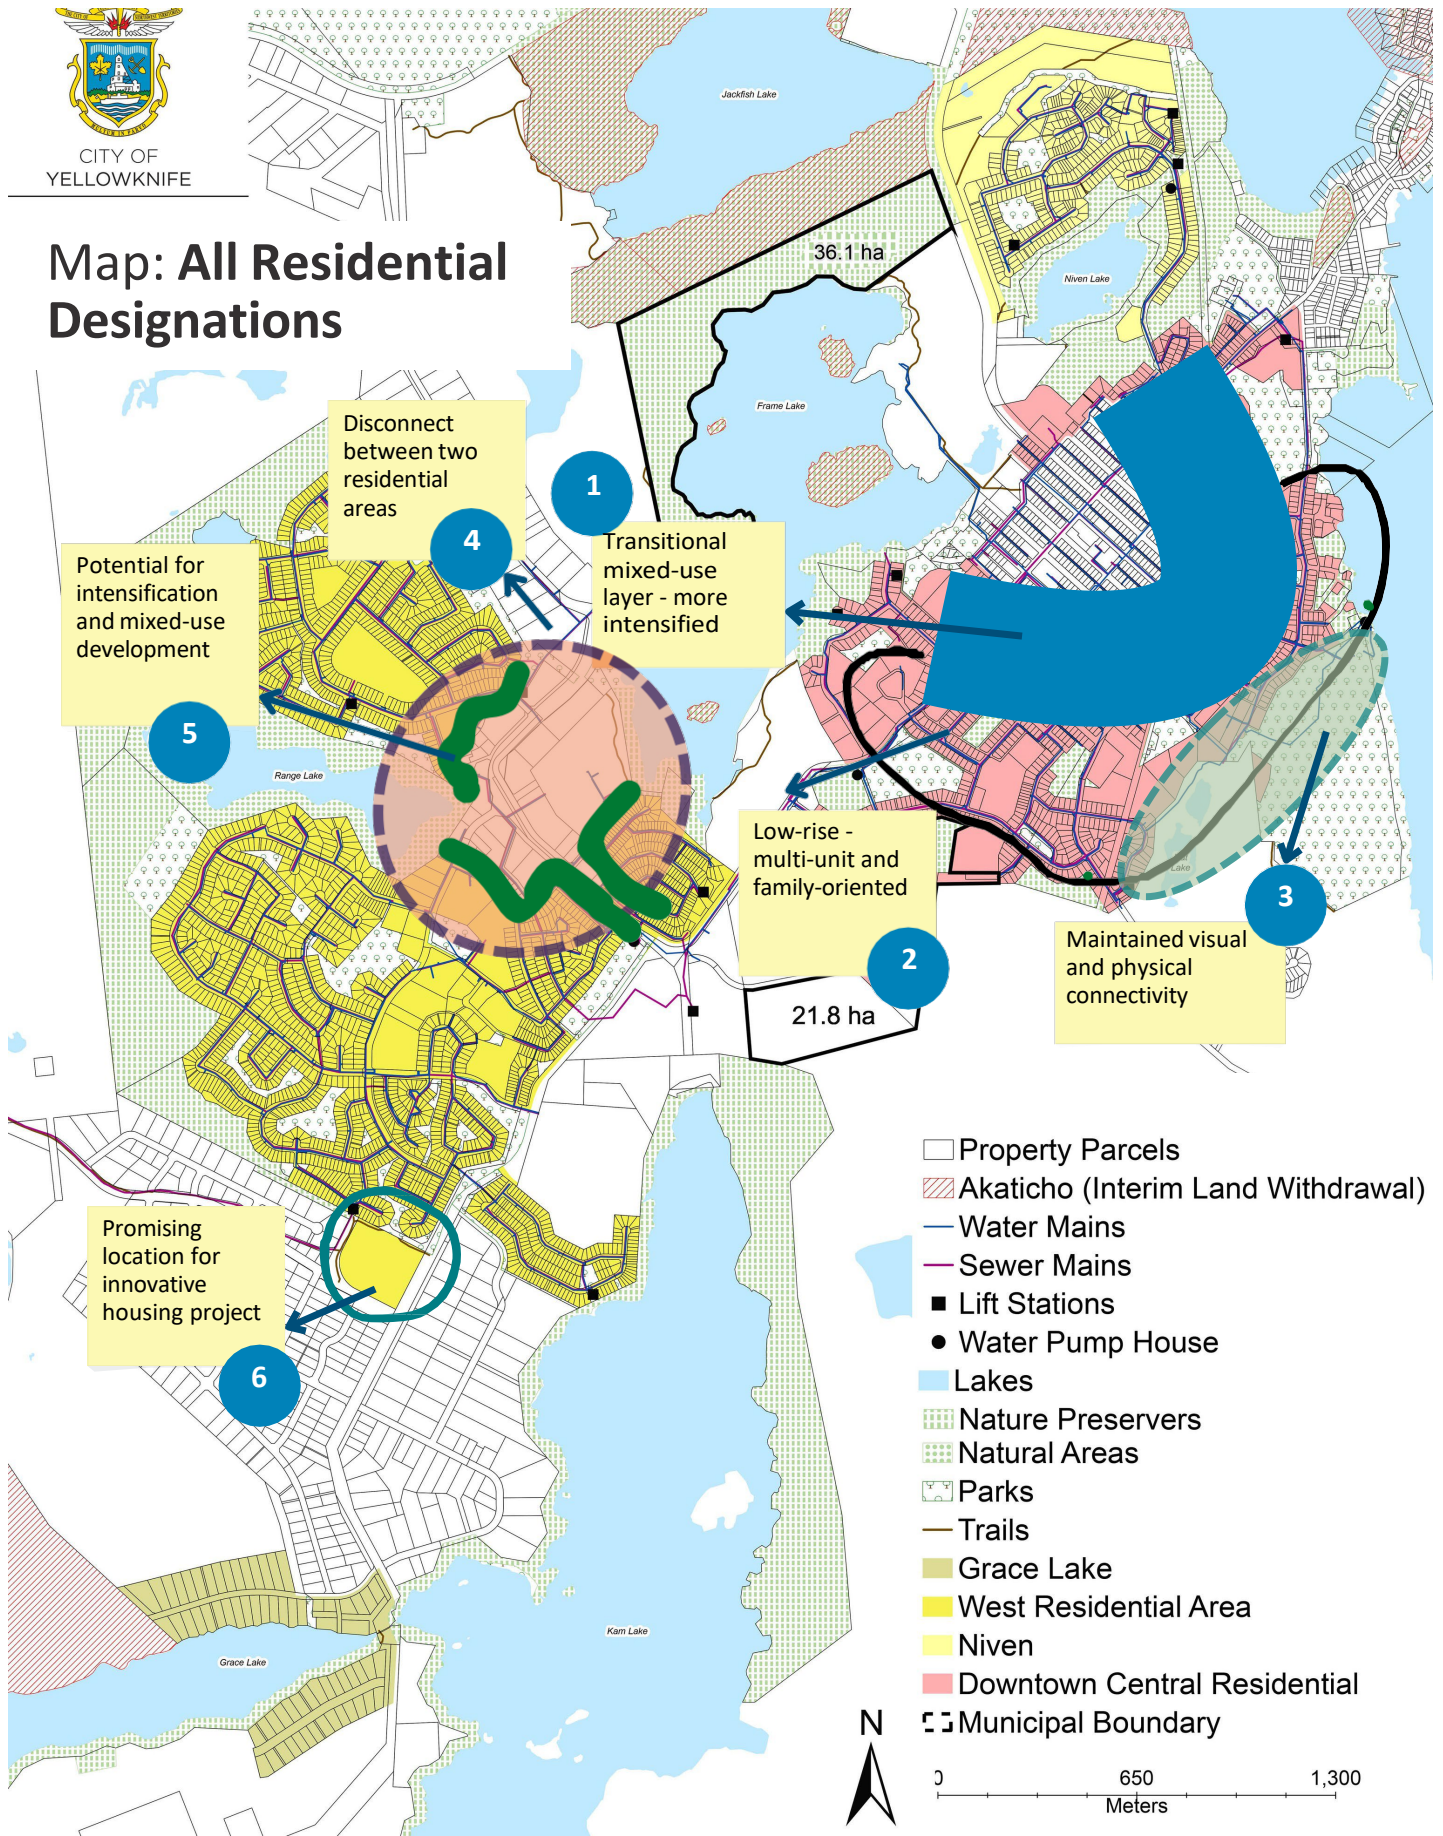 CITY OF
YELLOWKNIFE
Map: All Residential
Designations
Jackfish Lake
36.1 ha
Niven Lake
Frame Lake
Disconnect
between two
residential
areas
4
1
Transitional
mixed-use
layer - more
intensified
Potential for
intensification
and mixed-use
development
5
Range Lake
Low-rise -
multi-unit and
family-oriented
2
3
Lake
Maintained visual
and physical
connectivity
21.8 ha
Promising
location for
innovative
housing project
6
Kam Lake
Grace Lake
Property Parcels
Akaticho (Interim Land Withdrawal)
Water Mains
Sewer Mains
Lift Stations
Water Pump House
Lakes
Nature Preservers
Natural Areas
Parks
Trails
Grace Lake
West Residential Area
Niven
Downtown Central Residential
Municipal Boundary
N
0 650 1,300
Meters